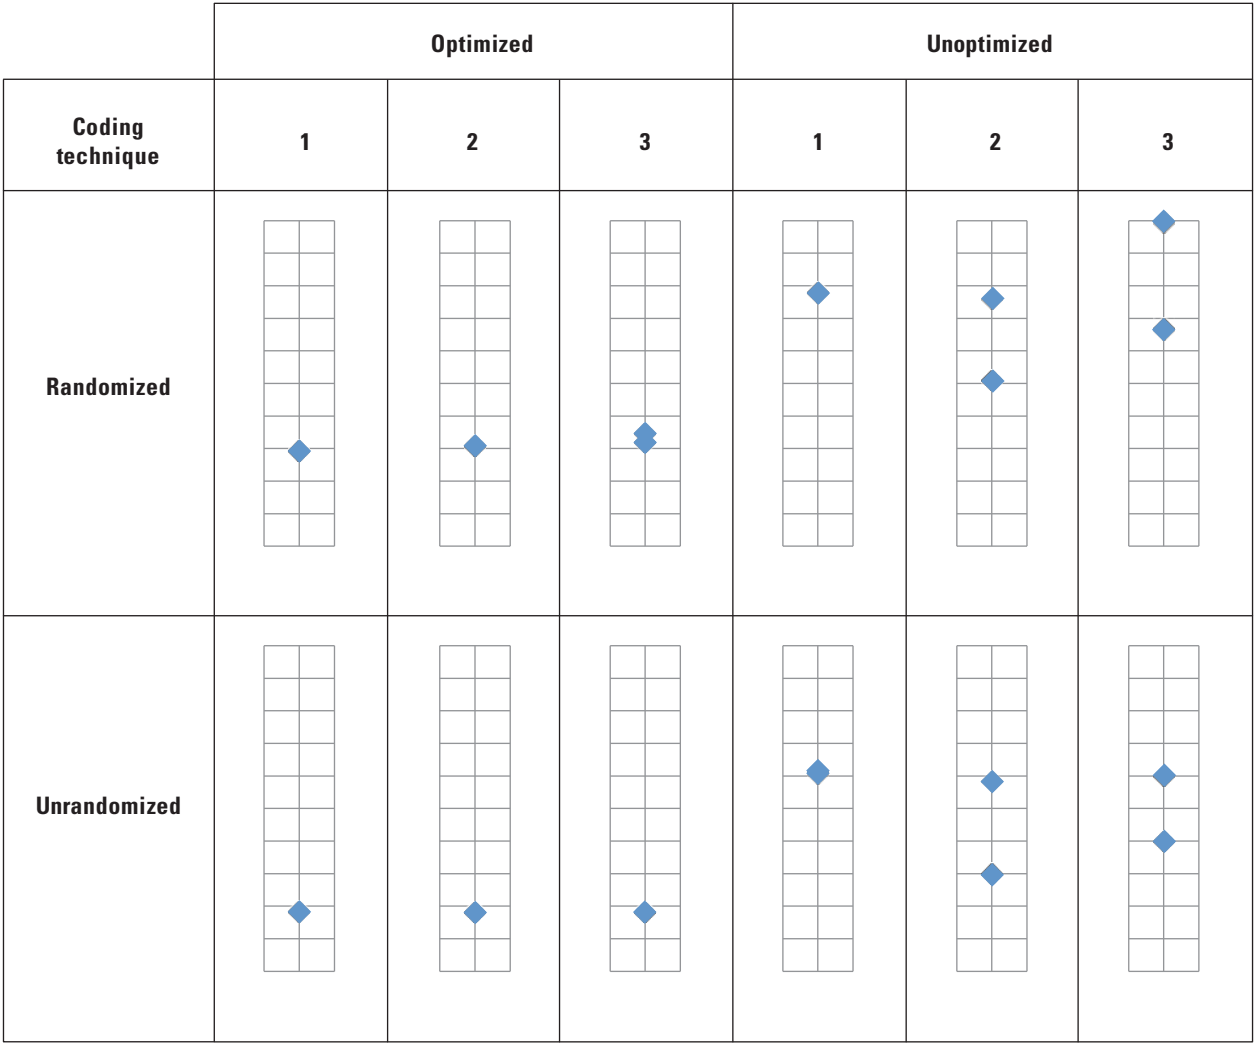 Optimized
Unoptimized
Coding
technique
1
2
3
1
2
3
Randomized
Unrandomized